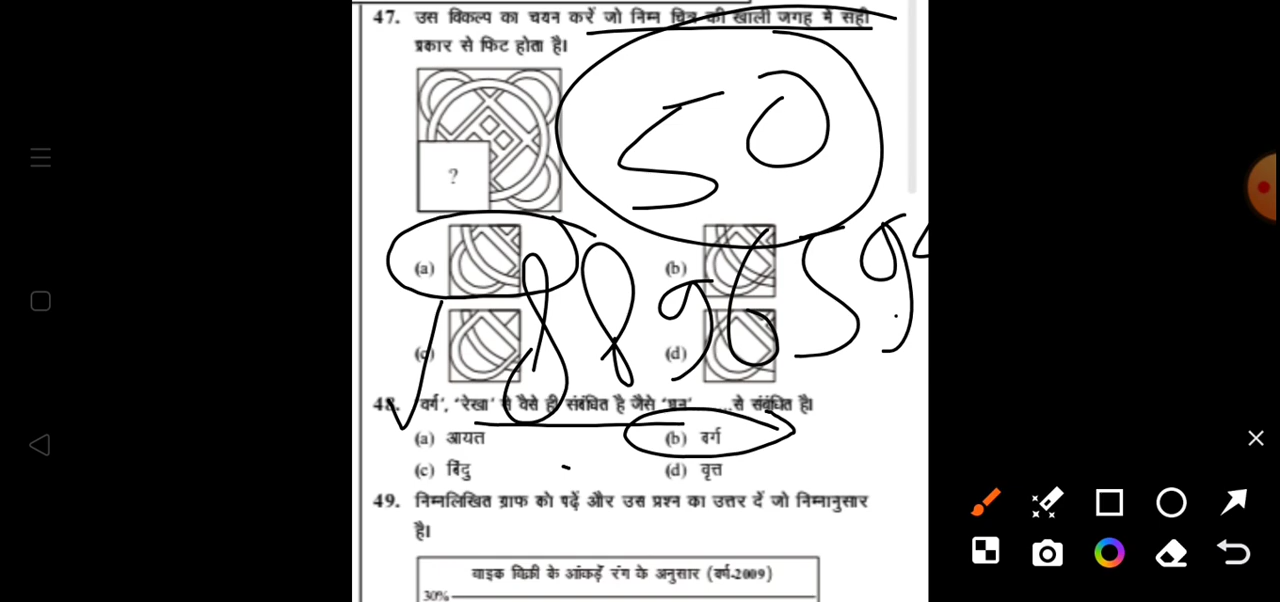 47. उस विकल्प का चयन करें जो निम्न चित्र की खाली जगह में सही
प्रकार से फिट होता है।
50
?
(a) (b)
(c) (d)
48. 'वर्ग', 'रेखा' से वैसे ही संबंधित है जैसे 'घन' ......से संबंधित है।
(a) आयत (b) वर्ग
(c) बिंदु (d) वृत्त
49. निम्नलिखित ग्राफ को पढ़ें और उस प्रश्न का उत्तर दें जो निम्नानुसार
है।
बाइक बिक्री के आंकड़ें रंग के अनुसार (वर्ष-2009)
30%